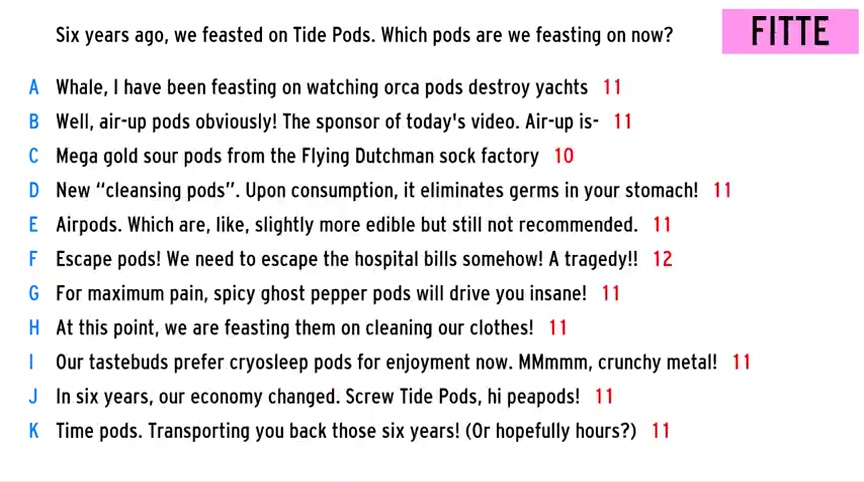 Six years ago, we feasted on Tide Pods. Which pods are we feasting on now?
FITTE
A Whale, I have been feasting on watching orca pods destroy yachts 11
B Well, air-up pods obviously! The sponsor of today's video. Air-up is- 11
C Mega gold sour pods from the Flying Dutchman sock factory 10
D New “cleansing pods”. Upon consumption, it eliminates germs in your stomach! 11
E Airpods. Which are, like, slightly more edible but still not recommended. 11
F Escape pods! We need to escape the hospital bills somehow! A tragedy!! 12
G For maximum pain, spicy ghost pepper pods will drive you insane! 11
H At this point, we are feasting them on cleaning our clothes! 11
I Our tastebuds prefer cryosleep pods for enjoyment now. MMmmm, crunchy metal! 11
J In six years, our economy changed. Screw Tide Pods, hi peapods! 11
K Time pods. Transporting you back those six years! (Or hopefully hours?) 11